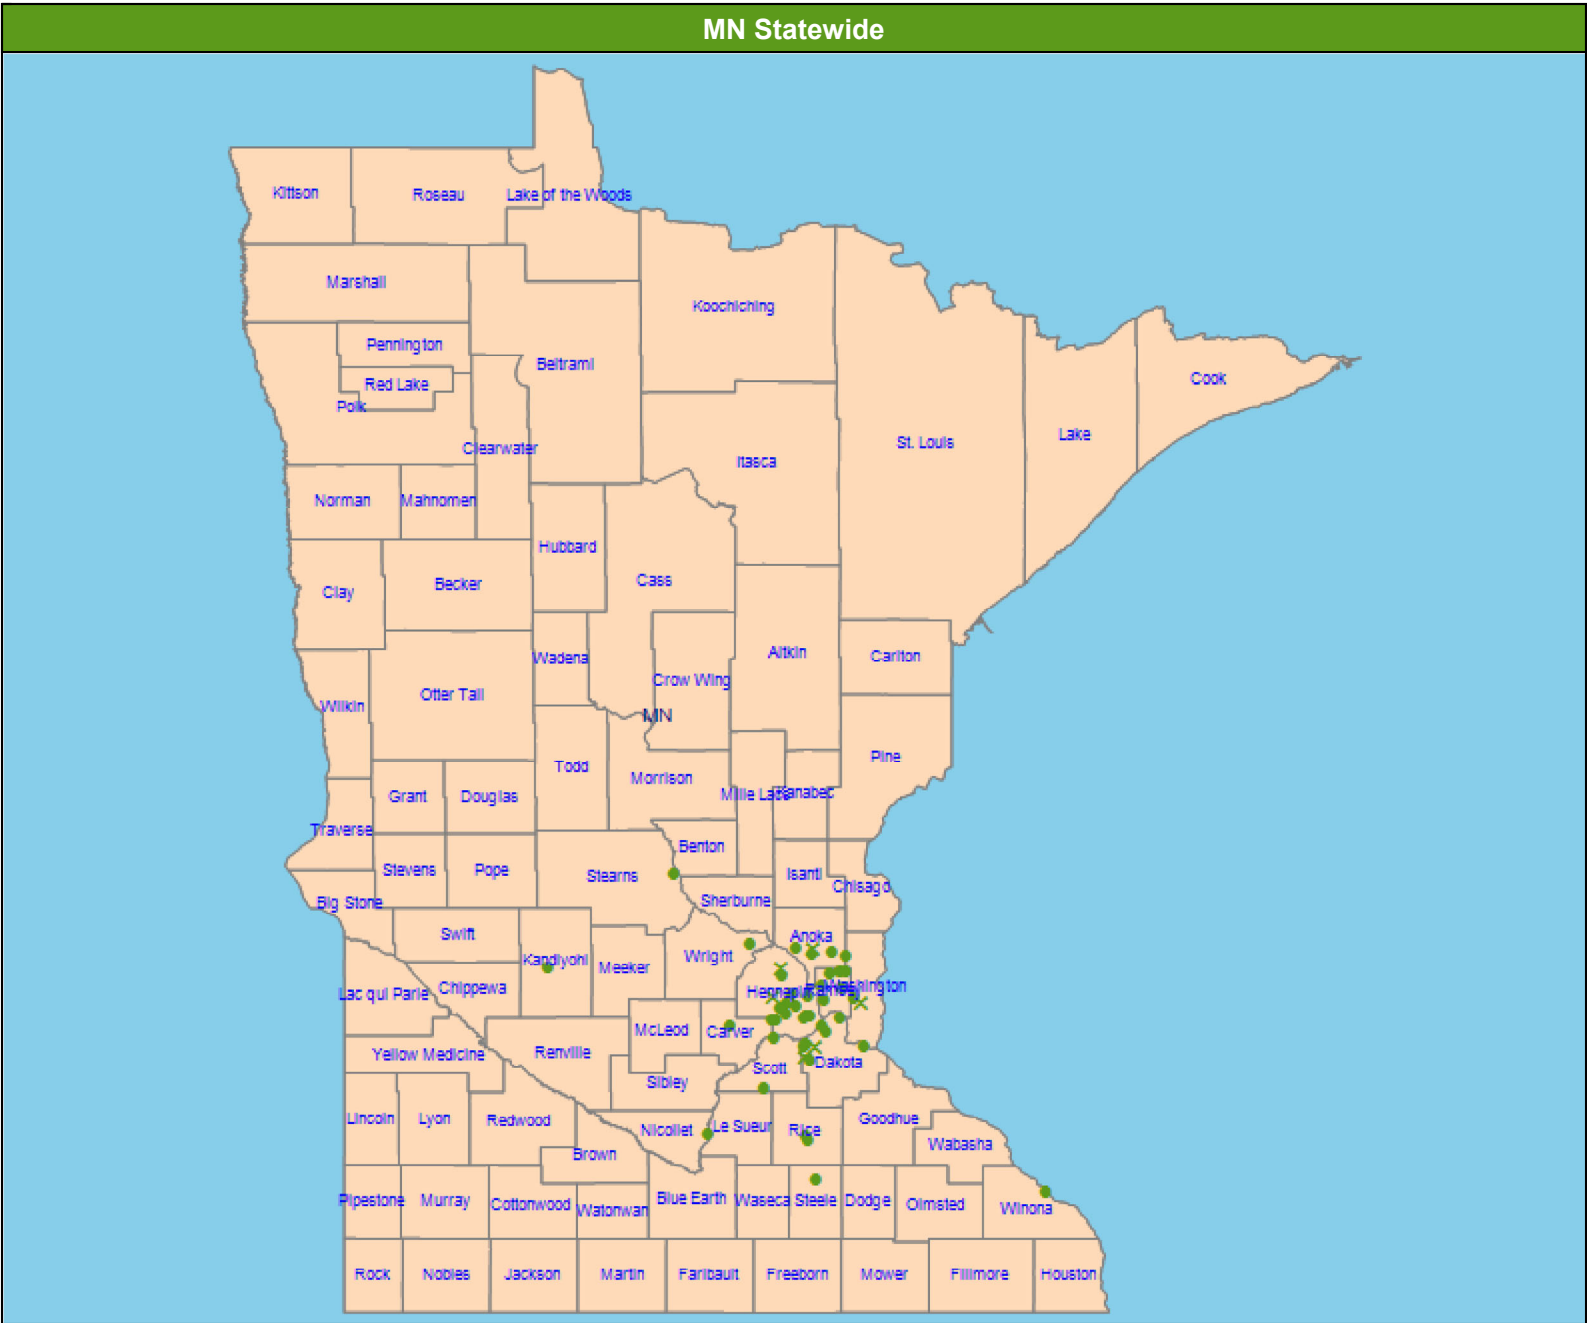 MN Statewide
Kittson
Roseau
Lake of the Woods
Marshall
Koochiching
Pennington
Beltrami
Red Lake
Cook
Polk
Lake
St. Louis
Clearwater
Itasca
Norman
Mahnomen
Hubbard
Cass
Becker
Clay
Aitkin
Carlton
Wadena
Crow Wing
Otter Tail
Wilkin
MN
Pine
Todd
Morrison
Mille Lacs
Kanabec
Grant
Douglas
Traverse
Benton
Stevens
Pope
Stearns
Isanti
Chisago
Big Stone
Sherburne
Swift
Anoka
Kandiyohi
Meeker
Wright
Chippewa
Lac qui Parle
Hennepin
Ramsey
Washington
McLeod
Carver
Renville
Yellow Medicine
Scott
Dakota
Sibley
Lincoln
Lyon
Redwood
Nicollet
Le Sueur
Rice
Goodhue
Wabasha
Brown
Pipestone
Murray
Cottonwood
Watonwan
Blue Earth
Waseca
Steele
Dodge
Olmsted
Winona
Rock
Nobles
Jackson
Martin
Faribault
Freeborn
Mower
Fillmore
Houston